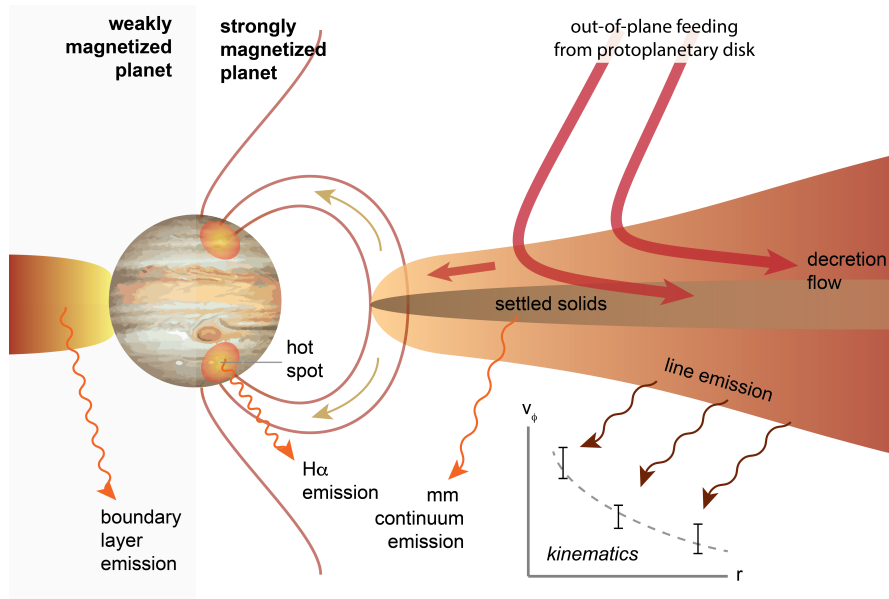 weakly
magnetized
planet
strongly
magnetized
planet
out-of-plane feeding
from protoplanetary disk
decretion
flow
settled solids
hot
spot
line emission
Hα
emission
mm
continuum
emission
boundary
layer
emission
vϕ
kinematics
r